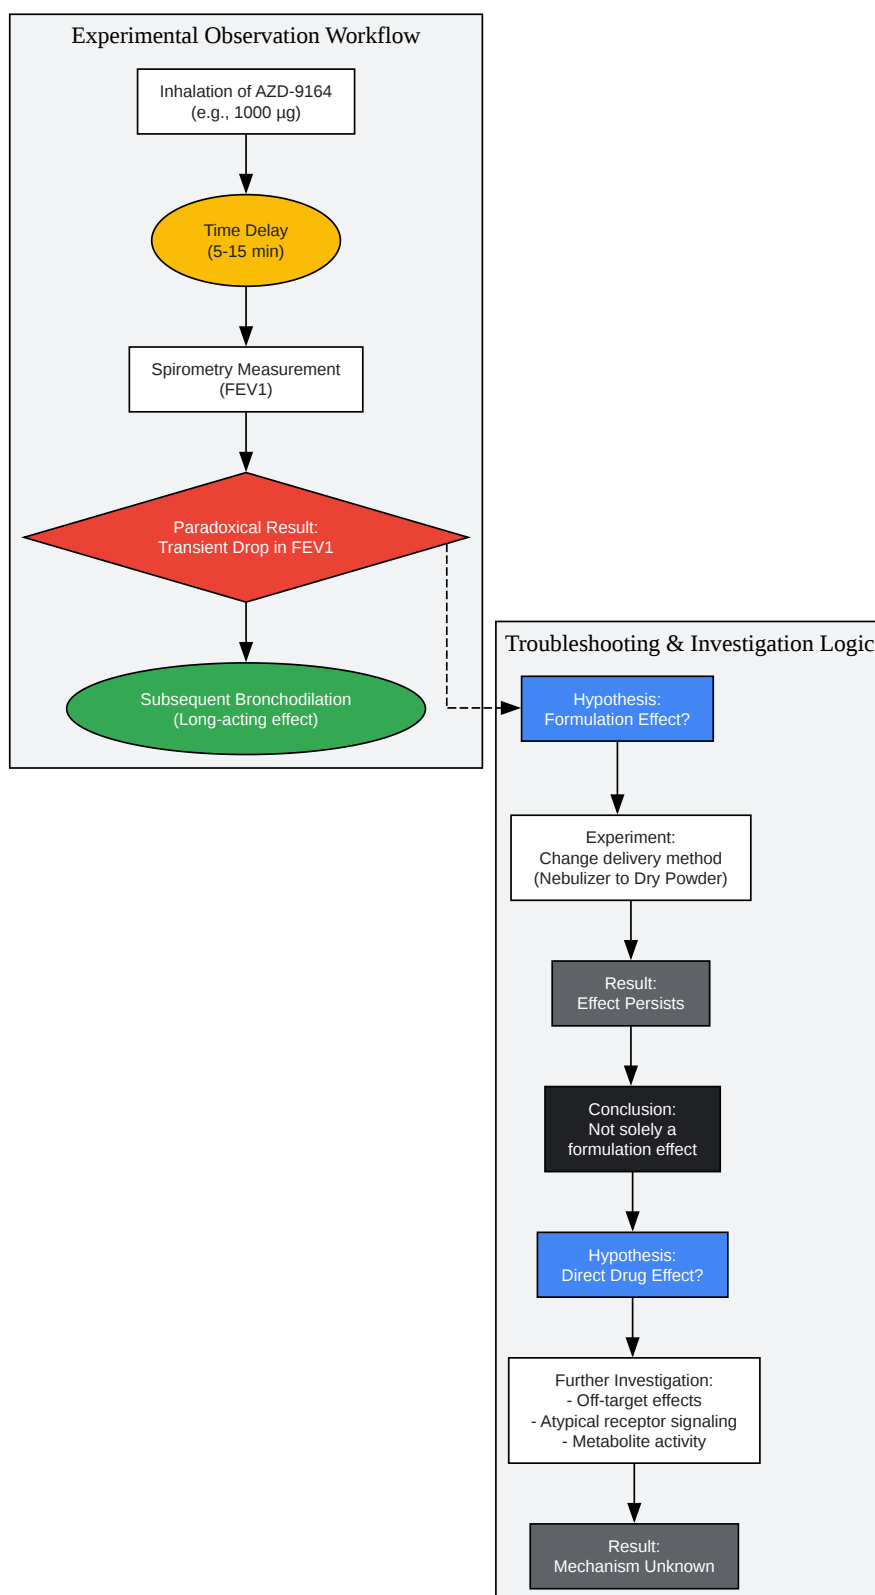 Experimental Observation Workflow
Inhalation of AZD-9164
(e.g., 1000 µg)
Time Delay
(5-15 min)
Spirometry Measurement
(FEV1)
Paradoxical Result:
Transient Drop in FEV1
Subsequent Bronchodilation
(Long-acting effect)
Troubleshooting & Investigation Logic
Hypothesis:
Formulation Effect?
Experiment:
Change delivery method
(Nebulizer to Dry Powder)
Result:
Effect Persists
Conclusion:
Not solely a
formulation effect
Hypothesis:
Direct Drug Effect?
Further Investigation:
- Off-target effects
- Atypical receptor signaling
- Metabolite activity
Result:
Mechanism Unknown